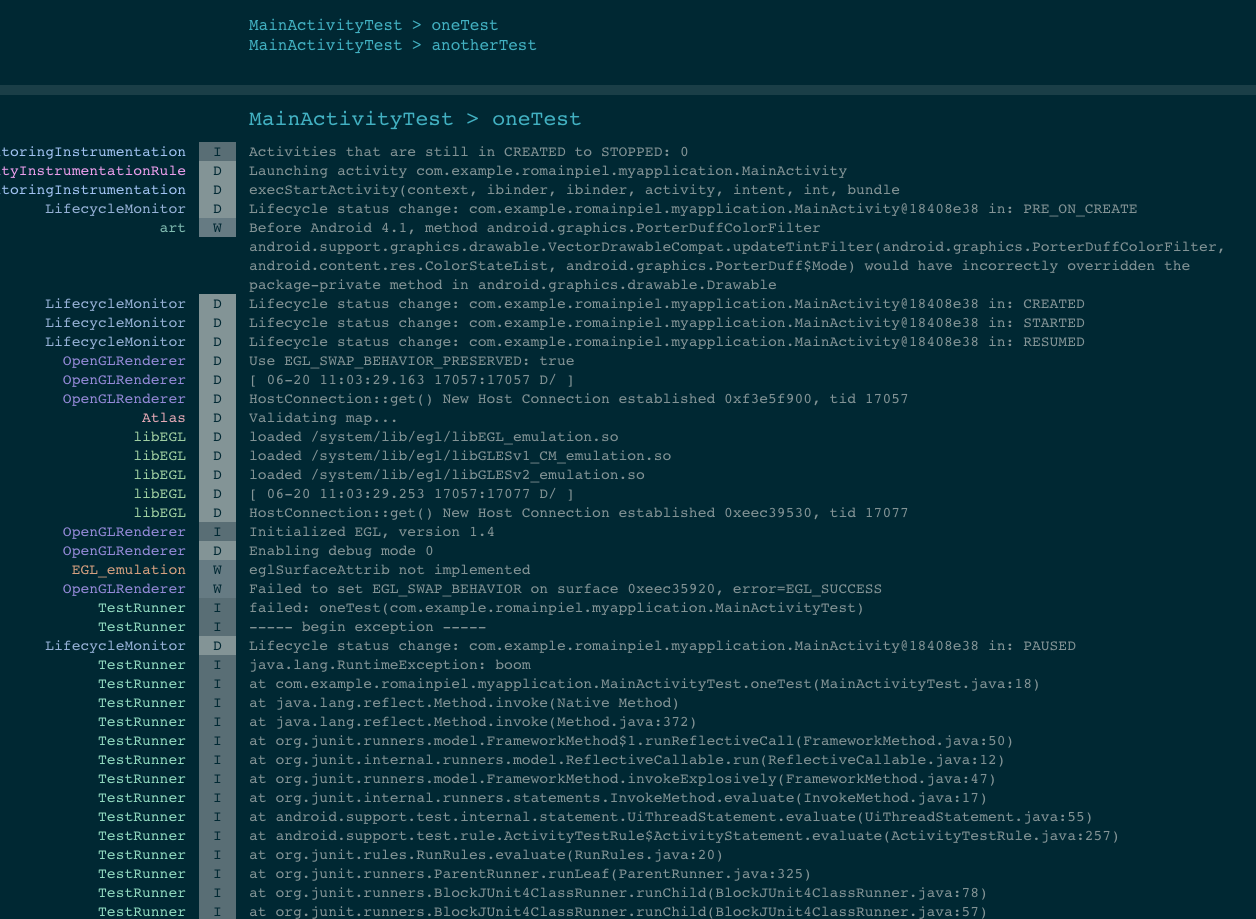 MainActivityTest > oneTest
MainActivityTest > anotherTest
MainActivityTest > oneTest
toringInstrumentation I Activities that are still in CREATED to STOPPED: 0
tyInstrumentationRule D Launching activity com.example.romainpiel.myapplication.MainActivity
toringInstrumentation D execStartActivity(context, ibinder, ibinder, activity, intent, int, bundle
LifecycleMonitor D Lifecycle status change: com.example.romainpiel.myapplication.MainActivity@18408e38 in: PRE_ON_CREATE
art W Before Android 4.1, method android.graphics.PorterDuffColorFilter
android.support.graphics.drawable.VectorDrawableCompat.updateTintFilter(android.graphics.PorterDuffColorFilter,
android.content.res.ColorStateList, android.graphics.PorterDuff$Mode) would have incorrectly overridden the
package-private method in android.graphics.drawable.Drawable
LifecycleMonitor D Lifecycle status change: com.example.romainpiel.myapplication.MainActivity@18408e38 in: CREATED
LifecycleMonitor D Lifecycle status change: com.example.romainpiel.myapplication.MainActivity@18408e38 in: STARTED
LifecycleMonitor D Lifecycle status change: com.example.romainpiel.myapplication.MainActivity@18408e38 in: RESUMED
OpenGLRenderer D Use EGL_SWAP_BEHAVIOR_PRESERVED: true
OpenGLRenderer D [ 06-20 11:03:29.163 17057:17057 D/ ]
OpenGLRenderer D HostConnection::get() New Host Connection established 0xf3e5f900, tid 17057
Atlas D Validating map...
libEGL D loaded /system/lib/egl/libEGL_emulation.so
libEGL D loaded /system/lib/egl/libGLESv1_CM_emulation.so
libEGL D loaded /system/lib/egl/libGLESv2_emulation.so
libEGL D [ 06-20 11:03:29.253 17057:17077 D/ ]
libEGL D HostConnection::get() New Host Connection established 0xeec39530, tid 17077
OpenGLRenderer I Initialized EGL, version 1.4
OpenGLRenderer D Enabling debug mode 0
EGL_emulation W eglSurfaceAttrib not implemented
OpenGLRenderer W Failed to set EGL_SWAP_BEHAVIOR on surface 0xeec35920, error=EGL_SUCCESS
TestRunner I failed: oneTest(com.example.romainpiel.myapplication.MainActivityTest)
TestRunner I ----- begin exception -----
LifecycleMonitor D Lifecycle status change: com.example.romainpiel.myapplication.MainActivity@18408e38 in: PAUSED
TestRunner I java.lang.RuntimeException: boom
TestRunner I at com.example.romainpiel.myapplication.MainActivityTest.oneTest(MainActivityTest.java:18)
TestRunner I at java.lang.reflect.Method.invoke(Native Method)
TestRunner I at java.lang.reflect.Method.invoke(Method.java:372)
TestRunner I at org.junit.runners.model.FrameworkMethod$1.runReflectiveCall(FrameworkMethod.java:50)
TestRunner I at org.junit.internal.runners.model.ReflectiveCallable.run(ReflectiveCallable.java:12)
TestRunner I at org.junit.runners.model.FrameworkMethod.invokeExplosively(FrameworkMethod.java:47)
TestRunner I at org.junit.internal.runners.statements.InvokeMethod.evaluate(InvokeMethod.java:17)
TestRunner I at android.support.test.internal.statement.UiThreadStatement.evaluate(UiThreadStatement.java:55)
TestRunner I at android.support.test.rule.ActivityTestRule$ActivityStatement.evaluate(ActivityTestRule.java:257)
TestRunner I at org.junit.rules.RunRules.evaluate(RunRules.java:20)
TestRunner I at org.junit.runners.ParentRunner.runLeaf(ParentRunner.java:325)
TestRunner I at org.junit.runners.BlockJUnit4ClassRunner.runChild(BlockJUnit4ClassRunner.java:78)
TestRunner I at org.junit.runners.BlockJUnit4ClassRunner.runChild(BlockJUnit4ClassRunner.java:57)